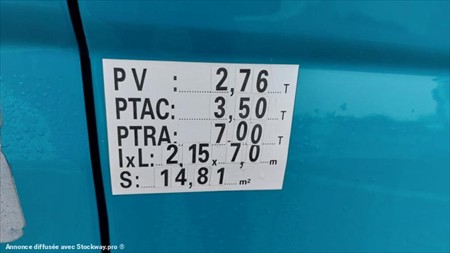 PV : 2,76 T
PTAC: 3,50 T
PTRA: 7,00 T
lxL: 2,15 x 7,0 m
S: 14,81 m²
Annonce diffusée avec Stockway.pro ®